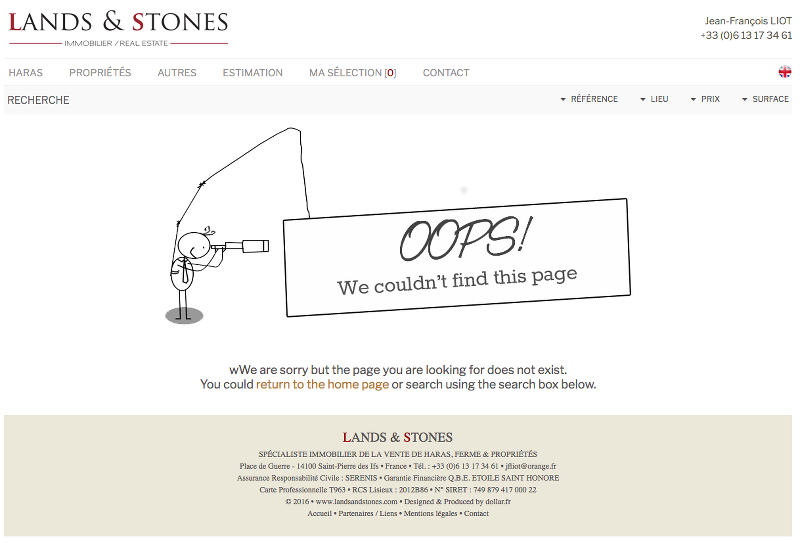 LANDS & STONES
IMMOBILIER / REAL ESTATE
Jean-François LIOT
+33 (0)6 13 17 34 61
HARAS PROPRIÉTÉS AUTRES ESTIMATION MA SÉLECTION [0] CONTACT
RECHERCHE RÉFÉRENCE LIEU PRIX SURFACE
OOPS!
We couldn't find this page
wWe are sorry but the page you are looking for does not exist.
You could return to the home page or search using the search box below.
LANDS & STONES
SPÉCIALISTE IMMOBILIER DE LA VENTE DE HARAS, FERME & PROPRIÉTÉS
Place de Guerre - 14100 Saint-Pierre des Ifs • France • Tél. : +33 (0)6 13 17 34 61 • jfliot@orange.fr
Assurance Responsabilité Civile : SERENIS • Garantie Financière Q.B.E. ETOILE SAINT HONORE
Carte Professionnelle T963 • RCS Lisieux : 2012B86 • N° SIRET : 749 879 417 000 22
© 2016 • www.landsandstones.com • Designed & Produced by dollar.fr
Accueil • Partenaires / Liens • Mentions légales • Contact